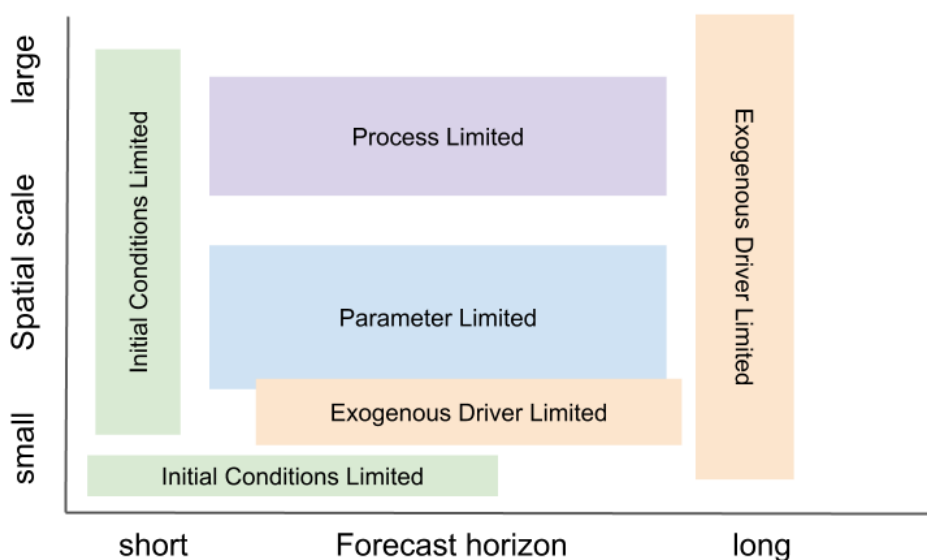 large
Spatial scale
small
Initial Conditions Limited
Process Limited
Parameter Limited
Exogenous Driver Limited
Initial Conditions Limited
Exogenous Driver Limited
short
Forecast horizon
long